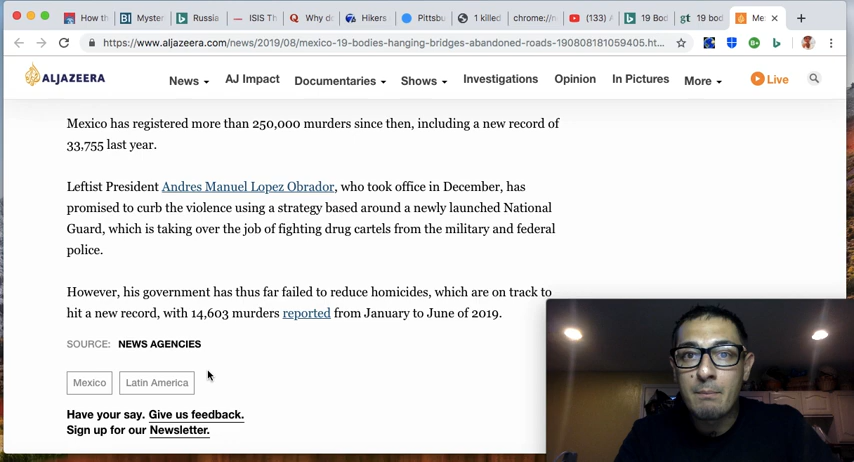 How th
Myster
Russia
ISIS Th
Why do
Hikers
Pittsbu
1 killed
chrome://n
(133) A
19 Bod
19 bod
Me
https://www.aljazeera.com/news/2019/08/mexico-19-bodies-hanging-bridges-abandoned-roads-190808181059405.ht...
ALJAZEERA
News
AJ Impact
Documentaries
Shows
Investigations
Opinion
In Pictures
More
Live
Mexico has registered more than 250,000 murders since then, including a new record of
33,755 last year.
Leftist President Andres Manuel Lopez Obrador, who took office in December, has
promised to curb the violence using a strategy based around a newly launched National
Guard, which is taking over the job of fighting drug cartels from the military and federal
police.
However, his government has thus far failed to reduce homicides, which are on track to
hit a new record, with 14,603 murders reported from January to June of 2019.
SOURCE: NEWS AGENCIES
Mexico
Latin America
Have your say. Give us feedback.
Sign up for our Newsletter.